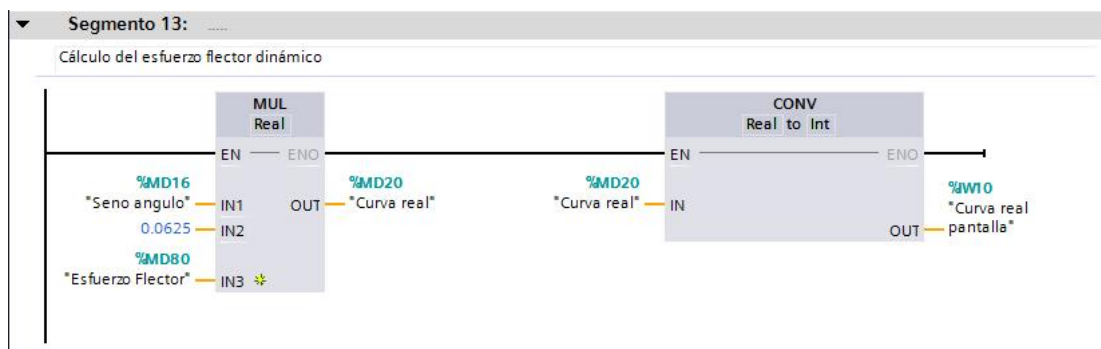 Segmento 13: .....
Cálculo del esfuerzo flector dinámico
MUL
Real
EN ENO
%MD16
"Seno angulo"
IN1
0.0625
IN2
%MD80
"Esfuerzo Flector"
IN3
OUT
%MD20
"Curva real"
CONV
Real to Int
EN ENO
%MD20
"Curva real"
IN
OUT
%IW10
"Curva real
pantalla"